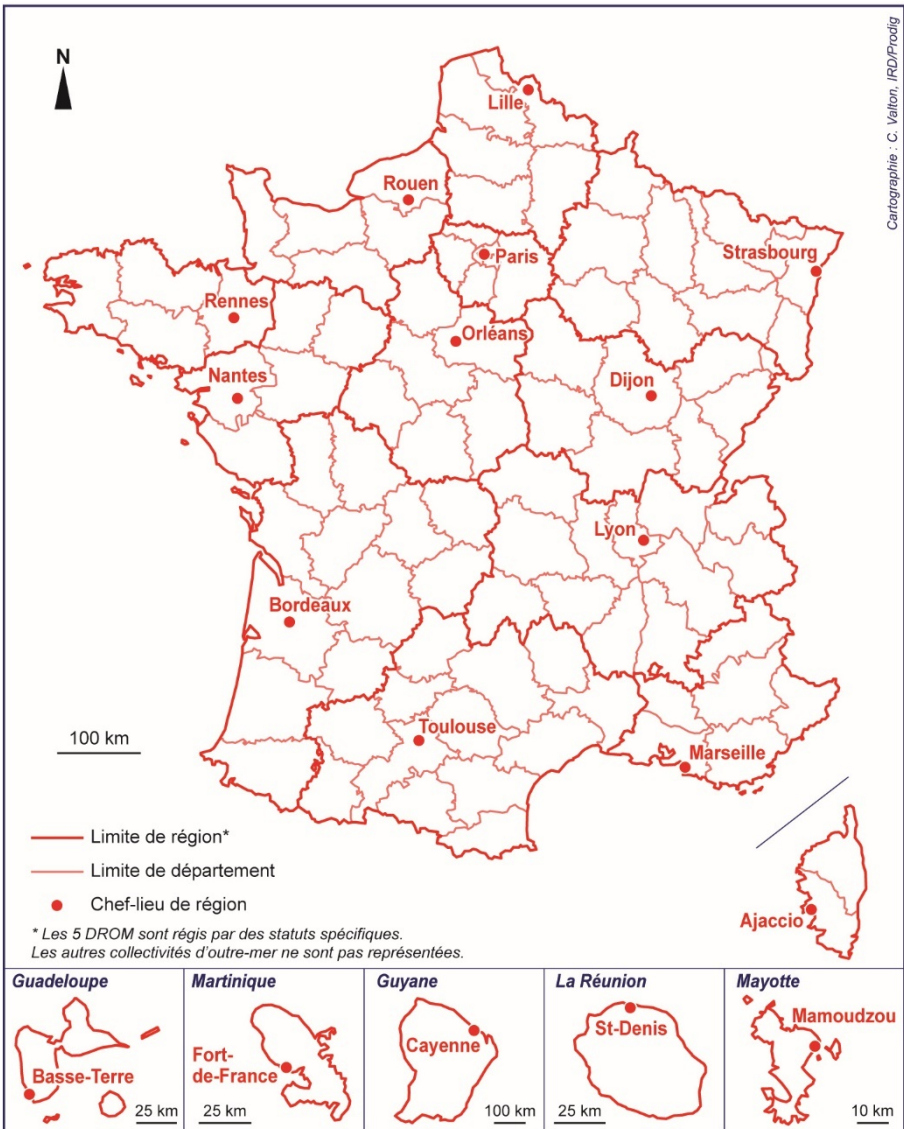 N
Cartographie : C. Valton, IRD/Prodig
Lille
Rouen
Paris
Strasbourg
Rennes
Orléans
Nantes
Dijon
Lyon
Bordeaux
Toulouse
Marseille
100 km
Limite de région*
Limite de département
Chef-lieu de région
Ajaccio
* Les 5 DROM sont régis par des statuts spécifiques.
Les autres collectivités d'outre-mer ne sont pas représentées.
Guadeloupe
Basse-Terre
25 km
Martinique
Fort-
de-France
25 km
Guyane
Cayenne
100 km
La Réunion
St-Denis
25 km
Mayotte
Mamoudzou
10 km